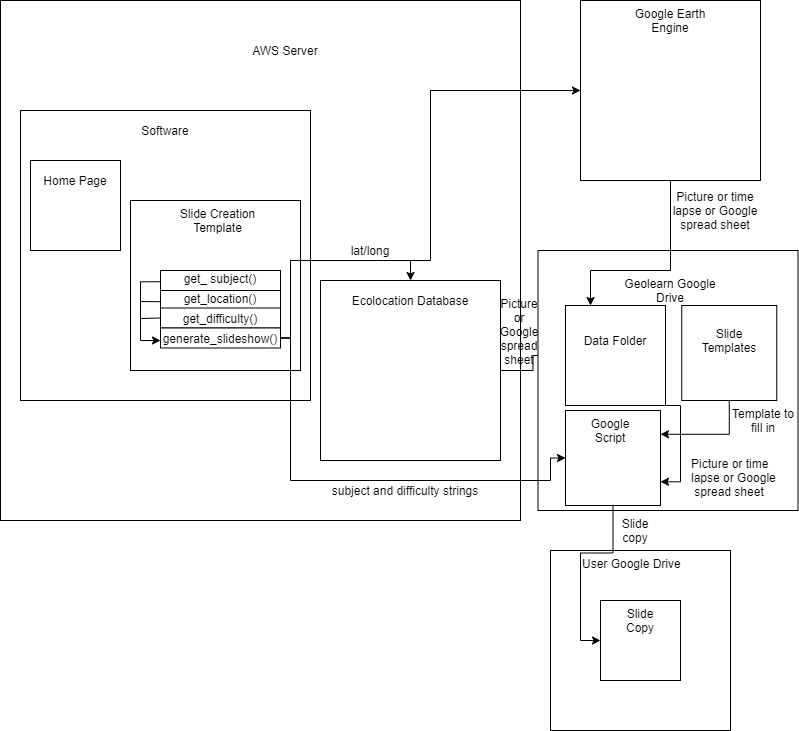 AWS Server
Google Earth
Engine
Software
Home Page
Slide Creation
Template
get_ subject()
get_location()
get_difficulty()
generate_slideshow()
lat/long
Ecolocation Database
Picture
or
Google
spread
sheet
Picture or time
lapse or Google
spread sheet
Geolearn Google
Drive
Data Folder
Slide
Templates
Google
Script
Template to
fill in
Picture or time
lapse or Google
spread sheet
subject and difficulty strings
Slide
copy
User Google Drive
Slide
Copy